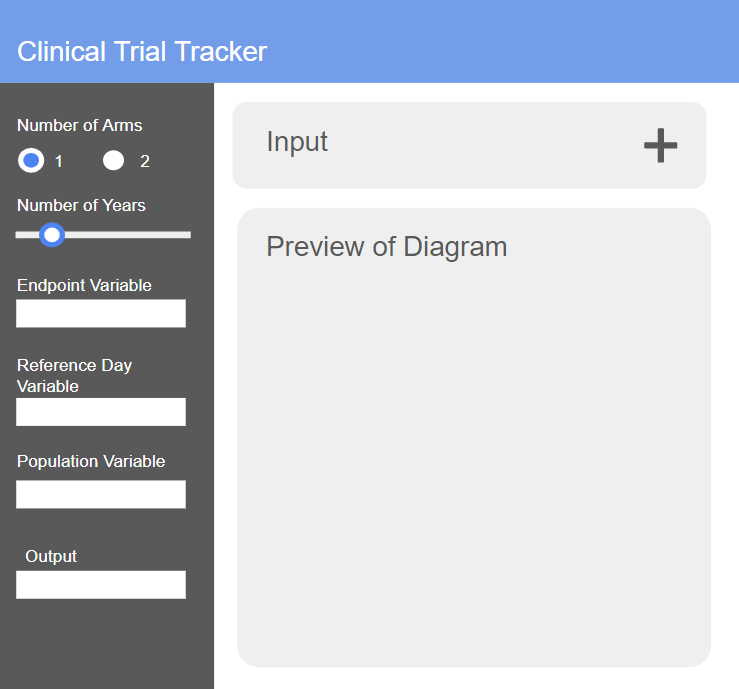 Clinical Trial Tracker
Number of Arms
1 2
Number of Years
Endpoint Variable
Reference Day
Variable
Population Variable
Output
Input
Preview of Diagram